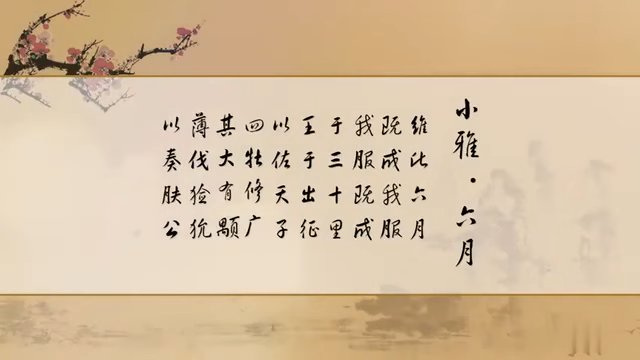 小雅·六月
维此六月
既成我服
我服既成
于三十里
王于出征
以佐天子
四牡修广
其大有颙
薄伐猃狁
以奏肤公